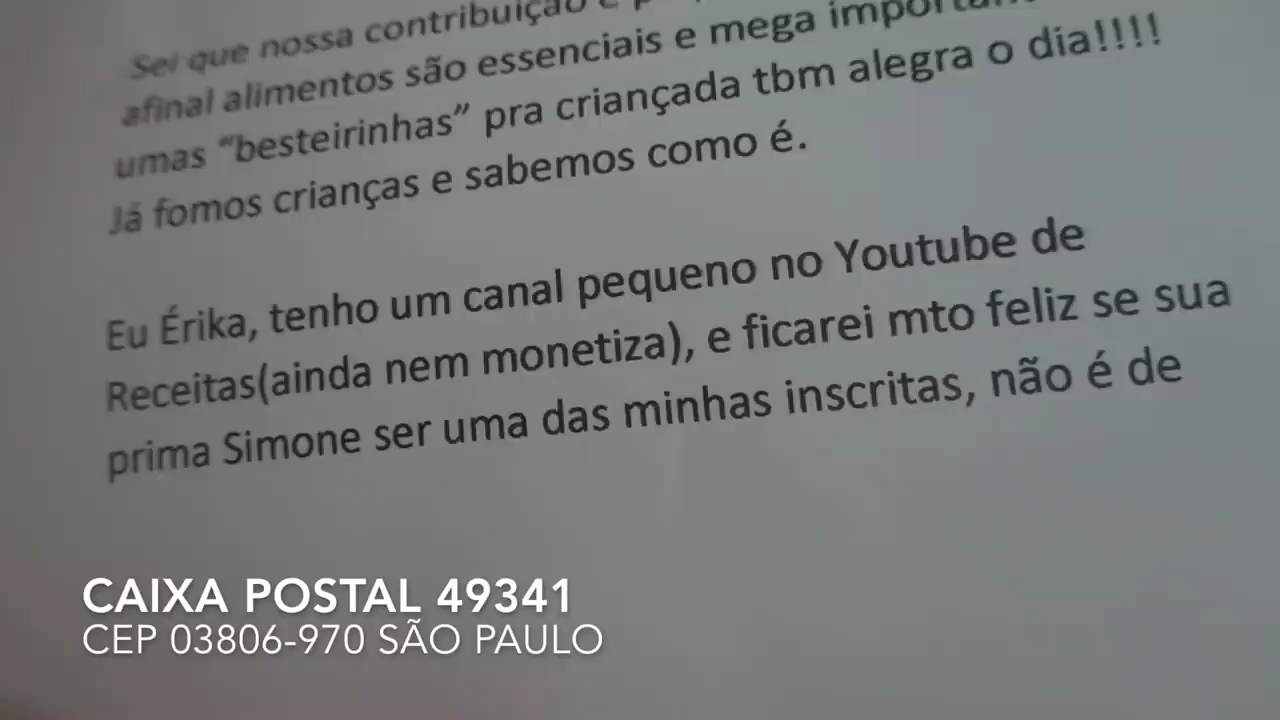 Sei que nossa contribuição é
afinal alimentos são essenciais e mega
umas “besteirinhas” pra criançada tbm alegra o dia!!!!
Já fomos crianças e sabemos como é.
Eu Érika, tenho um canal pequeno no Youtube de
Receitas(ainda nem monetiza), e ficarei mto feliz se sua
prima Simone ser uma das minhas inscritas, não é de
CAIXA POSTAL 49341
CEP 03806-970 SÃO PAULO